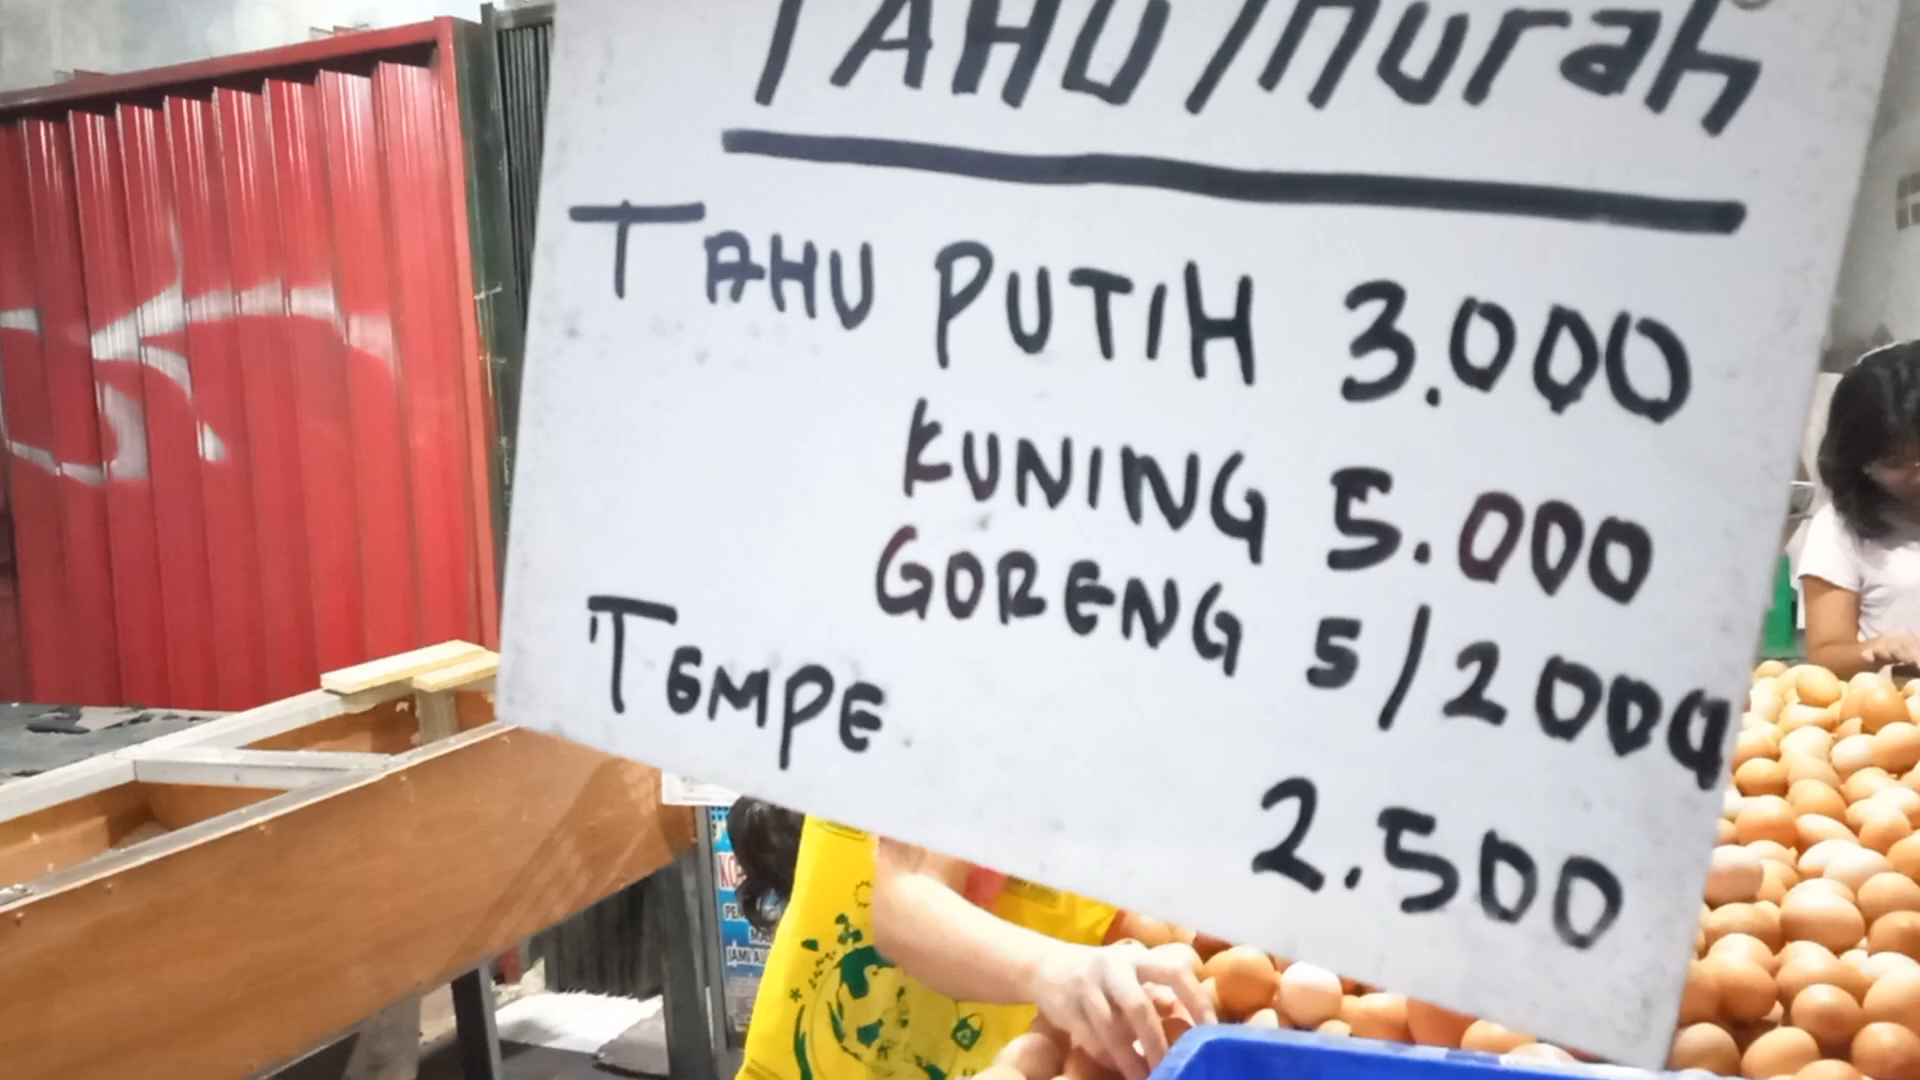 TAHU murah
TAHU PUTIH 3.000
KUNING 5.000
GORENG 5/2000
TEMPE
2.500